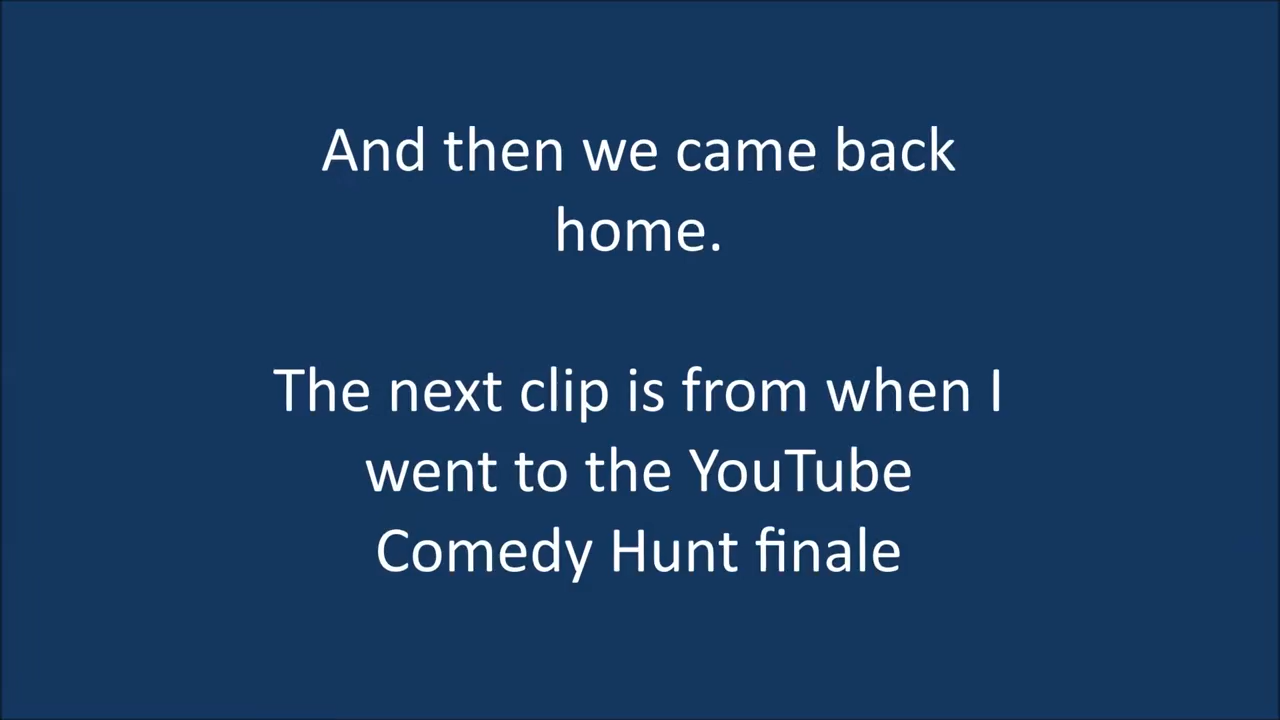 And then we came back
home.
The next clip is from when I
went to the YouTube
Comedy Hunt finale